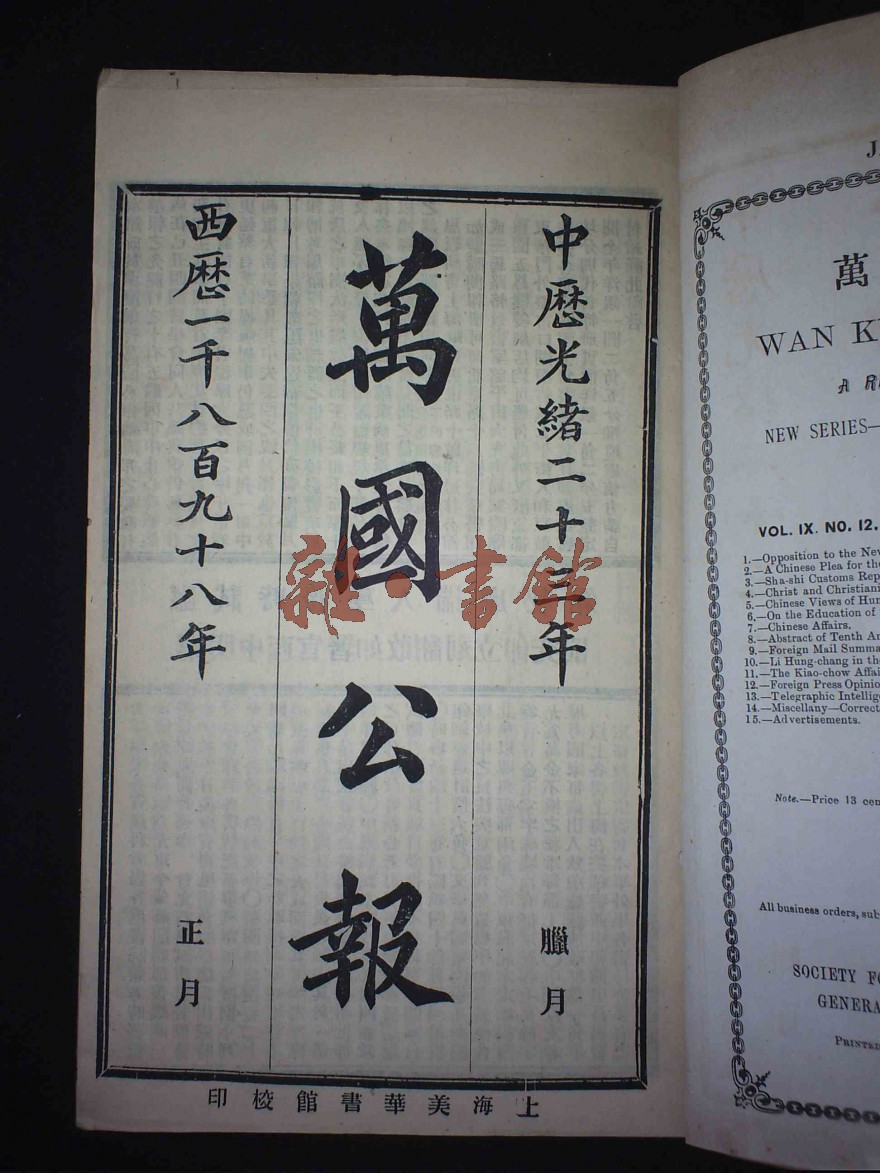 中歷光緒二十三年
臘月
萬國公報
西歷一千八百九十八年
正月
上海美華書館梭印
雜·書館
J
萬
WAN K
A R
NEW SERIES—
VOL. IX. NO. 12.
1.—Opposition to the New
2.—A Chinese Plea for the
3.—Sha-shi Customs Rep
4.—Christ and Christiani
5.—Chinese Views of Hun
6.—On the Education of
7.—Chinese Affairs.
8.—Abstract of Tenth An
9.—Foreign Mail Summa
10.—Li Hung-chang in the
11.—The Kiao-chow Affai
12.—Foreign Press Opinio
13.—Telegraphic Intellige
14.—Miscellany—Correct
15.—Advertisements.
Note.—Price 13 cen
All business orders, sub
SOCIETY FO
GENERA
PRINTED